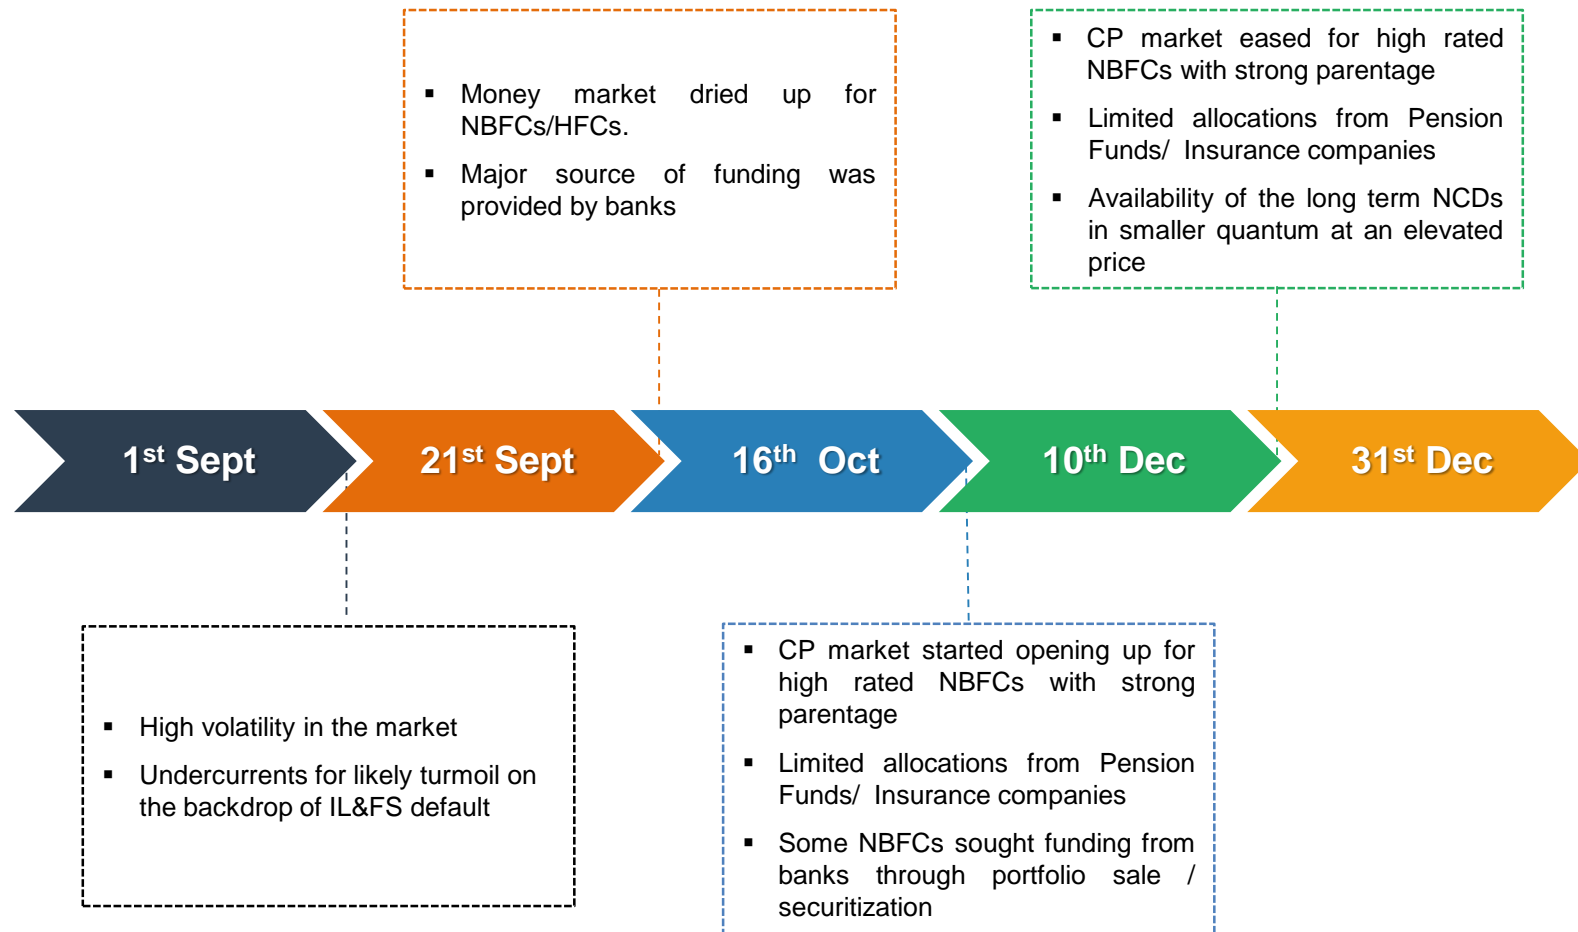 ▪ Money market dried up for
NBFCs/HFCs.
▪ Major source of funding was
provided by banks
▪ CP market eased for high rated
NBFCs with strong parentage
▪ Limited allocations from Pension
Funds/ Insurance companies
▪ Availability of the long term NCDs
in smaller quantum at an elevated
price
1st Sept
21st Sept
16th Oct
10th Dec
31st Dec
▪ High volatility in the market
▪ Undercurrents for likely turmoil on
the backdrop of IL&FS default
▪ CP market started opening up for
high rated NBFCs with strong
parentage
▪ Limited allocations from Pension
Funds/ Insurance companies
▪ Some NBFCs sought funding from
banks through portfolio sale /
securitization